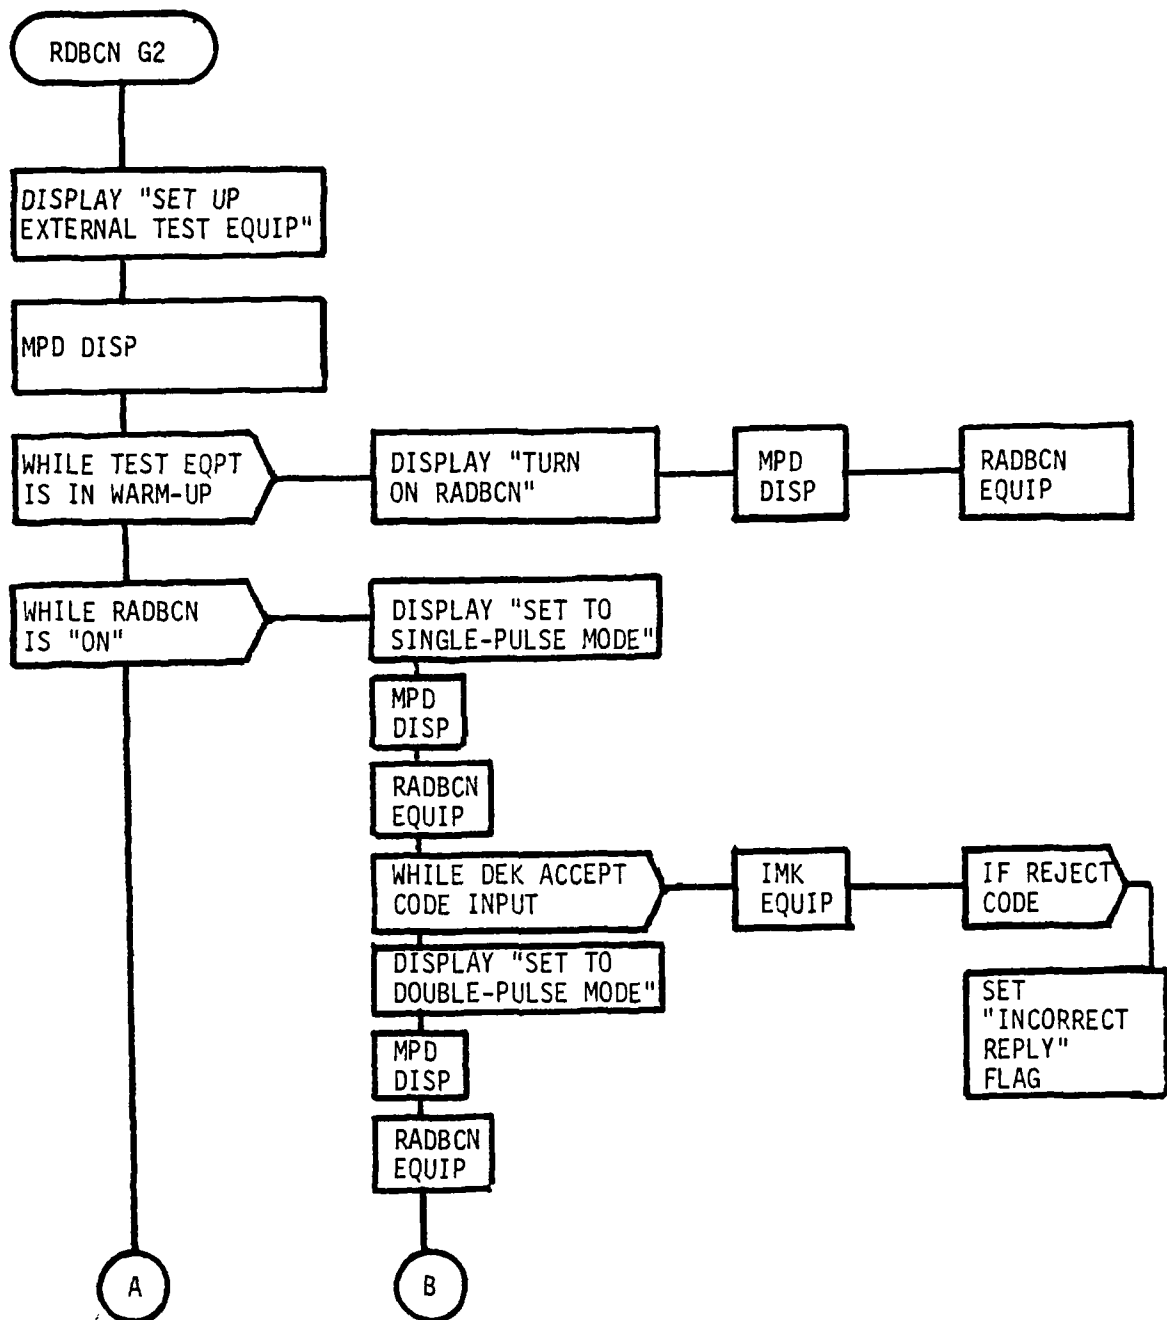 RDBCN G2
DISPLAY "SET UP
EXTERNAL TEST EQUIP"
MPD DISP
WHILE TEST EQPT
IS IN WARM-UP
DISPLAY "TURN
ON RADBCN"
MPD
DISP
RADBCN
EQUIP
WHILE RADBCN
IS "ON"
DISPLAY "SET TO
SINGLE-PULSE MODE"
MPD
DISP
RADBCN
EQUIP
WHILE DEK ACCEPT
CODE INPUT
IMK
EQUIP
IF REJECT
CODE
SET
"INCORRECT
REPLY"
FLAG
DISPLAY "SET TO
DOUBLE-PULSE MODE"
MPD
DISP
RADBCN
EQUIP
A
B